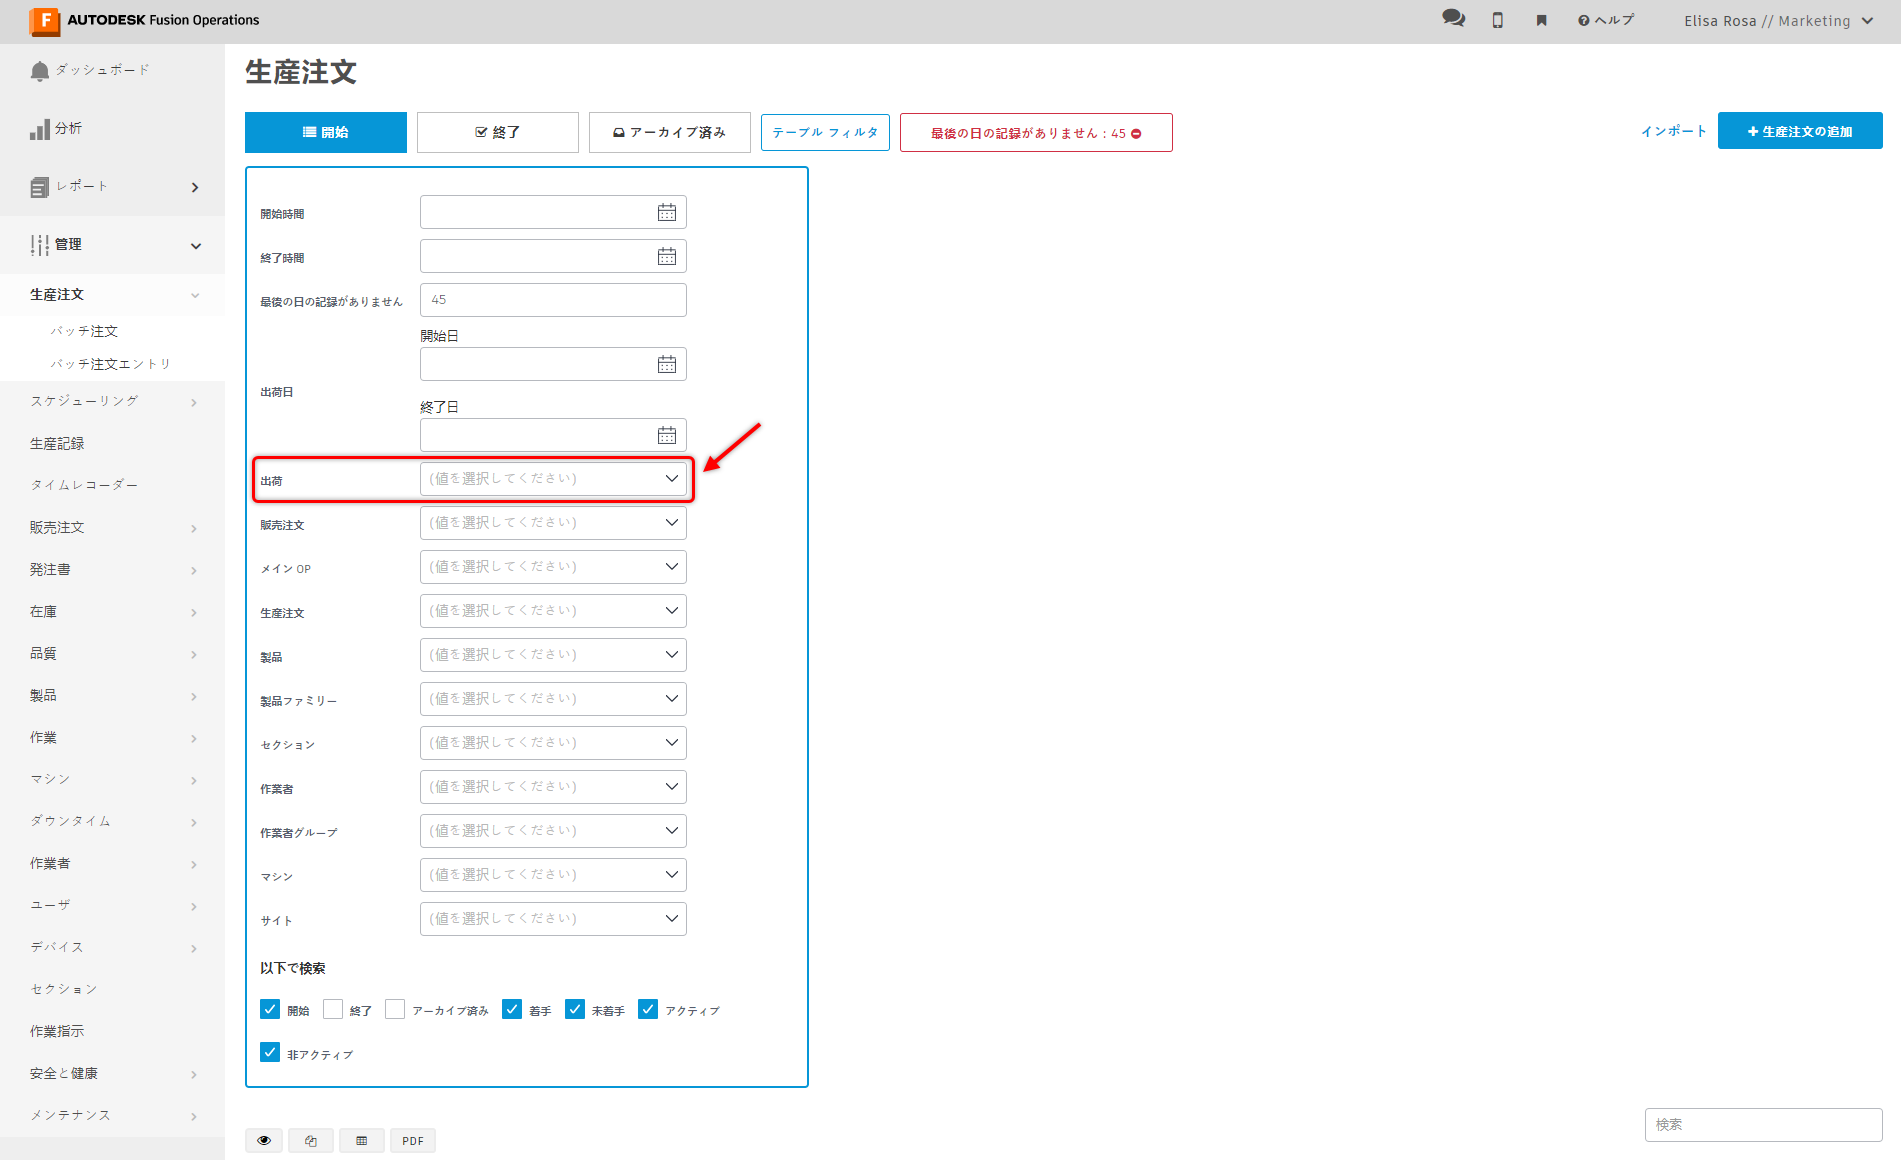 F AUTODESK Fusion Operations
ヘルプ
Elisa Rosa // Marketing
ダッシュボード
分析
レポート
管理
生産注文
バッチ注文
バッチ注文エントリ
スケジューリング
生産記録
タイムレコーダー
販売注文
発注書
在庫
品質
製品
作業
マシン
ダウンタイム
作業者
ユーザ
デバイス
セクション
作業指示
安全と健康
メンテナンス
生産注文
開始
終了
アーカイブ済み
テーブル フィルタ
最後の日の記録がありません : 45
インポート
生産注文の追加
開始時間
終了時間
最後の日の記録がありません 45
開始日
出荷日
終了日
出荷 (値を選択してください)
販売注文 (値を選択してください)
メイン OP (値を選択してください)
生産注文 (値を選択してください)
製品 (値を選択してください)
製品ファミリー (値を選択してください)
セクション (値を選択してください)
作業者 (値を選択してください)
作業者グループ (値を選択してください)
マシン (値を選択してください)
サイト (値を選択してください)
以下で検索
開始 終了 アーカイブ済み 着手 未着手 アクティブ
非アクティブ
PDF
検索